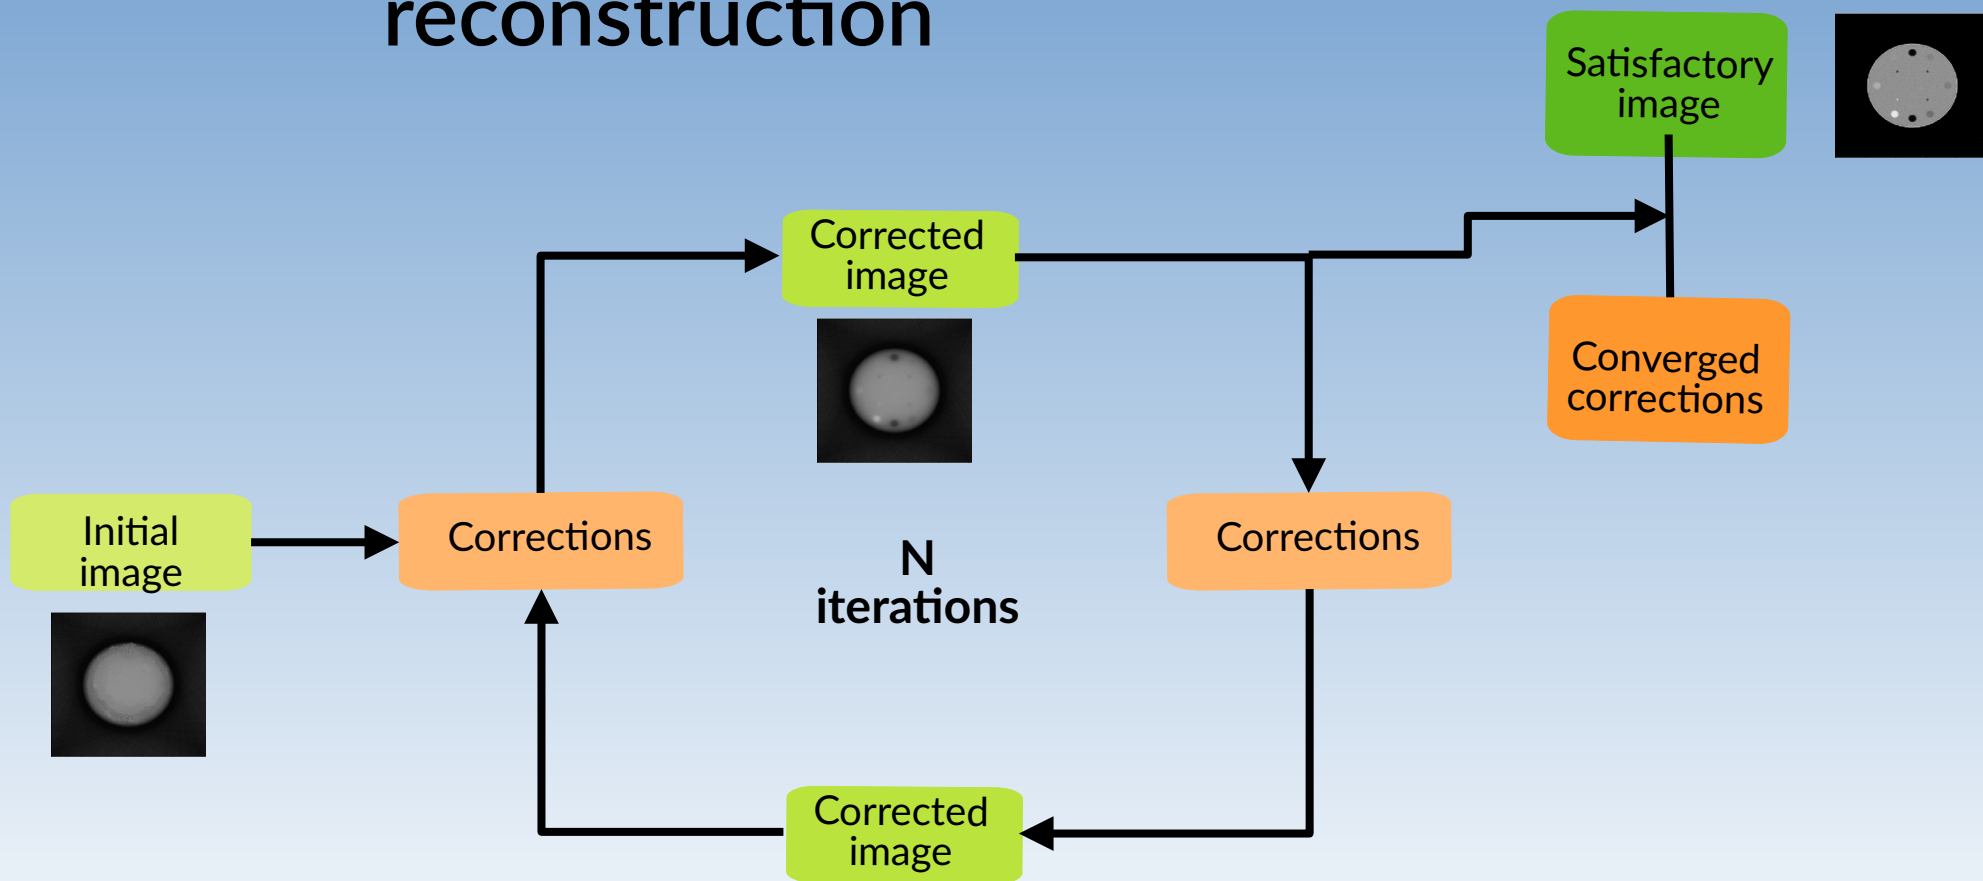 reconstruction
Satisfactory
image
Corrected
image
Converged
corrections
Initial
image
Corrections
N
iterations
Corrections
Corrected
image